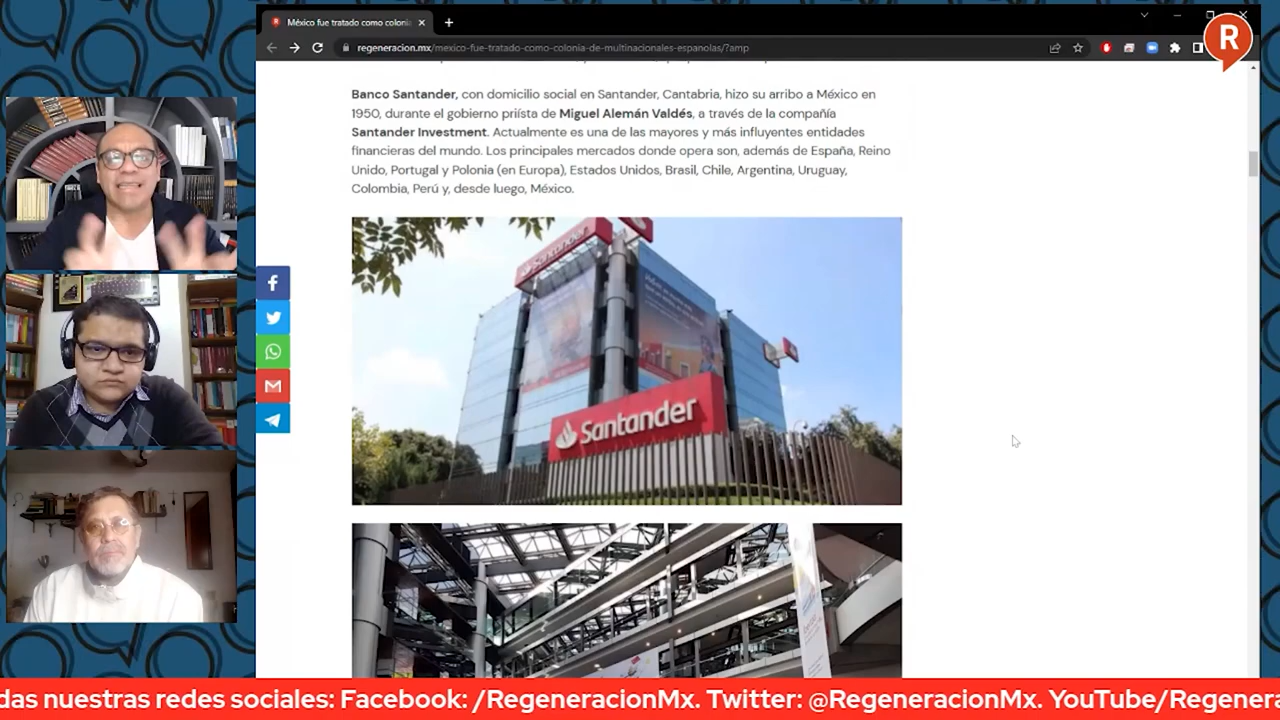 México fue tratado como coloni
regeneracion.mx/mexico-fue-tratado-como-colonia-de-multinacionales-espanolas/?amp
R
Banco Santander, con domicilio social en Santander, Cantabria, hizo su arribo a México en
1950, durante el gobierno priísta de Miguel Alemán Valdés, a través de la compañía
Santander Investment. Actualmente es una de las mayores y más influyentes entidades
financieras del mundo. Los principales mercados donde opera son, además de España, Reino
Unido, Portugal y Polonia (en Europa), Estados Unidos, Brasil, Chile, Argentina, Uruguay,
Colombia, Perú y, desde luego, México.
Santander
Santander
das nuestras redes sociales: Facebook: /RegeneracionMx. Twitter: @RegeneracionMx. YouTube/Regenera